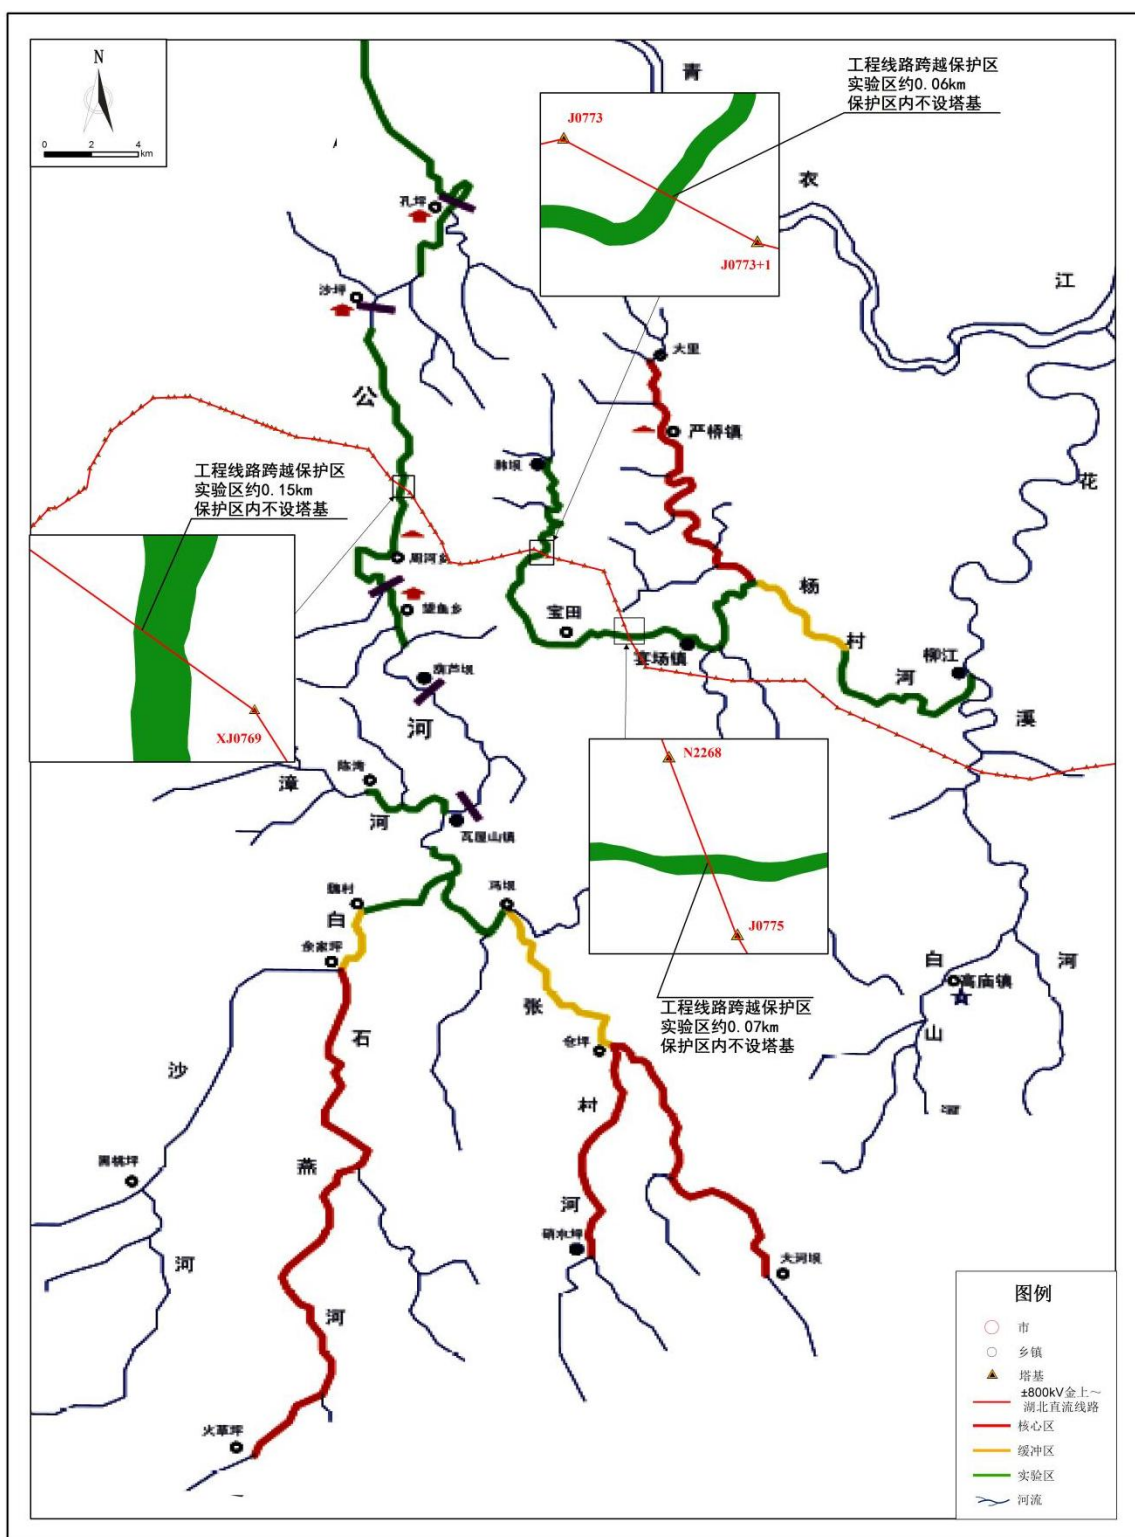 N
0 2 4
km
青
衣
江
工程线路跨越保护区
实验区约0.06km
保护区内不设塔基
J0773
J0773+1
孔坪
沙坪
大里
公
严桥镇
韩坝
花
工程线路跨越保护区
实验区约0.15km
保护区内不设塔基
周河乡
杨
望鱼乡
宝田
村
宴场镇
柳江
葫芦坝
河
河
溪
XJ0769
N2268
陈湾
漳
河
瓦屋山镇
魏村
玛坝
白
J0775
余家坪
白
河
高庙镇
张
工程线路跨越保护区
实验区约0.07km
保护区内不设塔基
石
仓坪
山
沙
村
河
黑桃坪
燕
河
硝水坪
河
大河坝
河
火草坪
图例
市
乡镇
塔基
±800kV金上～
湖北直流线路
核心区
缓冲区
实验区
河流